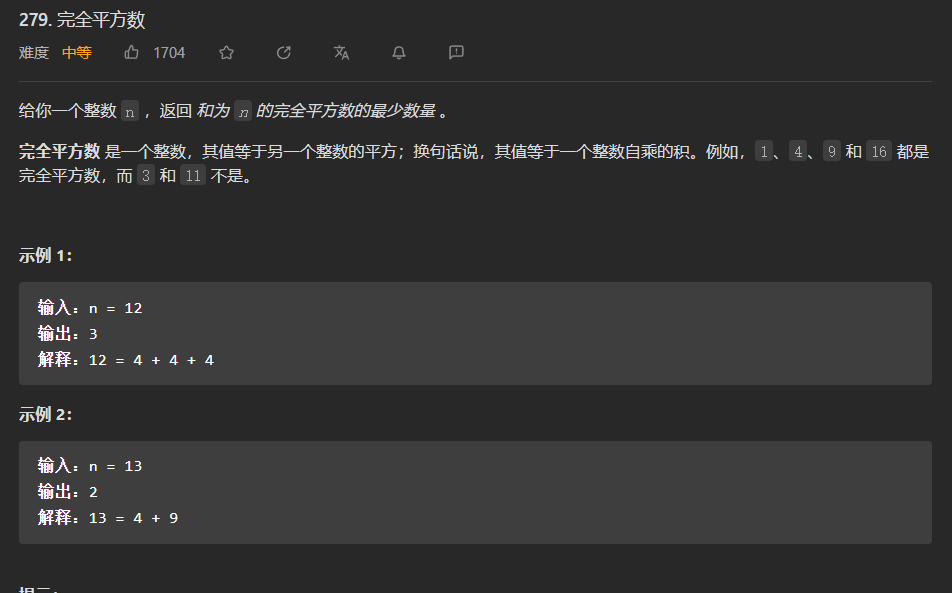 279. 完全平方数
难度 中等 1704
给你一个整数 n ，返回 和为 n 的完全平方数的最少数量 。
完全平方数 是一个整数，其值等于另一个整数的平方；换句话说，其值等于一个整数自乘的积。例如，1、4、9 和 16 都是
完全平方数，而 3 和 11 不是。
示例 1：
输入：n = 12
输出：3
解释：12 = 4 + 4 + 4
示例 2：
输入：n = 13
输出：2
解释：13 = 4 + 9